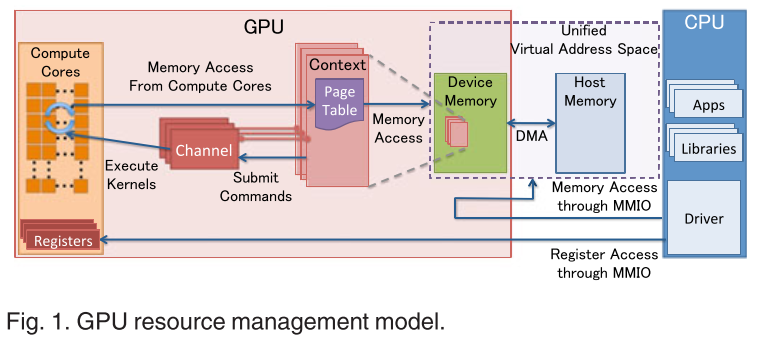 GPU
CPU
Unified
Virtual Address Space
Compute
Cores
Memory Access
From Compute Cores
Context
Page
Table
Device
Memory
Host
Memory
Apps
Libraries
Memory
Access
DMA
Channel
Execute
Kernels
Submit
Commands
Memory Access
through MMIO
Driver
Registers
Register Access
through MMIO
Fig. 1. GPU resource management model.